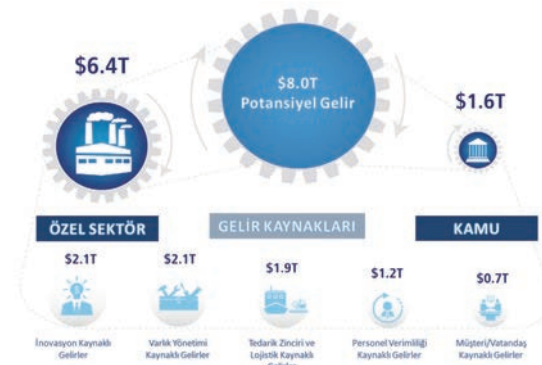 $6.4T
$8.0T
Potansiyel Gelir
$1.6T
ÖZEL SEKTÖR
GELİR KAYNAKLARI
KAMU
$2.1T
$2.1T
$1.9T
$1.2T
$0.7T
İnovasyon Kaynaklı
Gelirler
Varlık Yönetimi
Kaynaklı Gelirler
Tedarik Zinciri ve
Lojistik Kaynaklı
Personel Verimliliği
Kaynaklı Gelirler
Müşteri/Vatandaş
Kaynaklı Gelirler